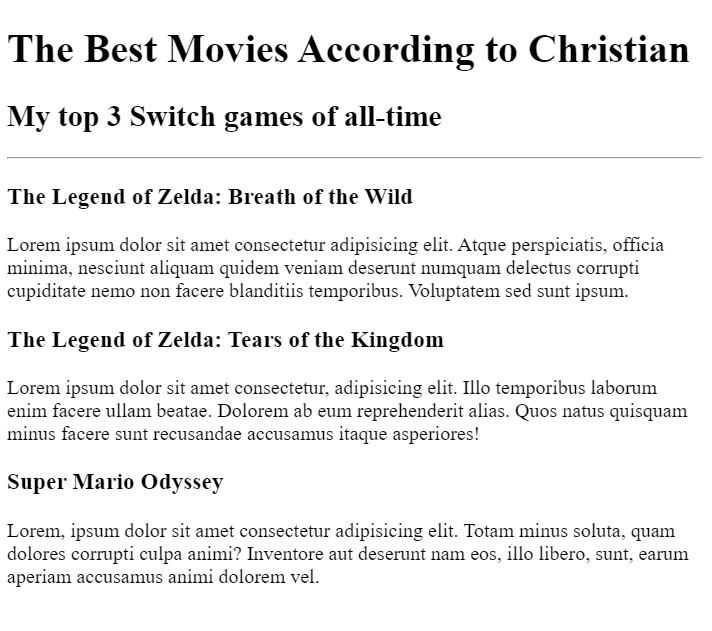 The Best Movies According to Christian
My top 3 Switch games of all-time
The Legend of Zelda: Breath of the Wild
Lorem ipsum dolor sit amet consectetur adipisicing elit. Atque perspiciatis, officia
minima, nesciunt aliquam quidem veniam deserunt numquam delectus corrupti
cupiditate nemo non facere blanditiis temporibus. Voluptatem sed sunt ipsum.
The Legend of Zelda: Tears of the Kingdom
Lorem ipsum dolor sit amet consectetur, adipisicing elit. Illo temporibus laborum
enim facere ullam beatae. Dolorem ab eum reprehenderit alias. Quos natus quisquam
minus facere sunt recusandae accusamus itaque asperiores!
Super Mario Odyssey
Lorem, ipsum dolor sit amet consectetur adipisicing elit. Totam minus soluta, quam
dolores corrupti culpa animi? Inventore aut deserunt nam eos, illo libero, sunt, earum
aperiam accusamus animi dolorem vel.